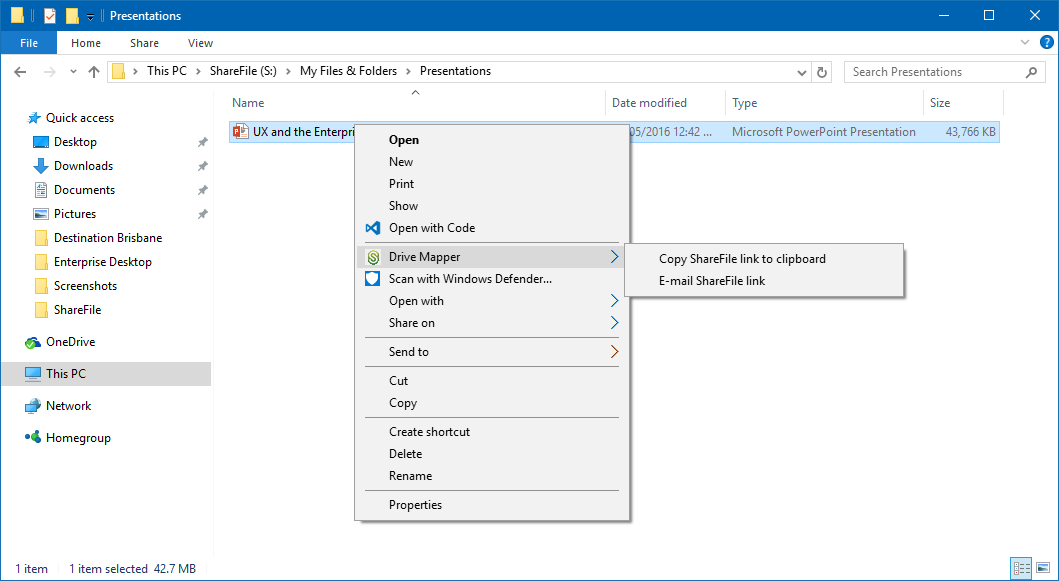 Presentations
File Home Share View
This PC ShareFile (S:) My Files & Folders Presentations
Search Presentations
Name Date modified Type Size
Quick access
Desktop
Downloads
Documents
Pictures
Destination Brisbane
Enterprise Desktop
Screenshots
ShareFile
OneDrive
This PC
Network
Homegroup
UX and the Enterpri 05/2016 12:42 ... Microsoft PowerPoint Presentation 43,766 KB
Open
New
Print
Show
Open with Code
Drive Mapper
Scan with Windows Defender...
Open with
Share on
Send to
Cut
Copy
Create shortcut
Delete
Rename
Properties
Copy ShareFile link to clipboard
E-mail ShareFile link
1 item 1 item selected 42.7 MB